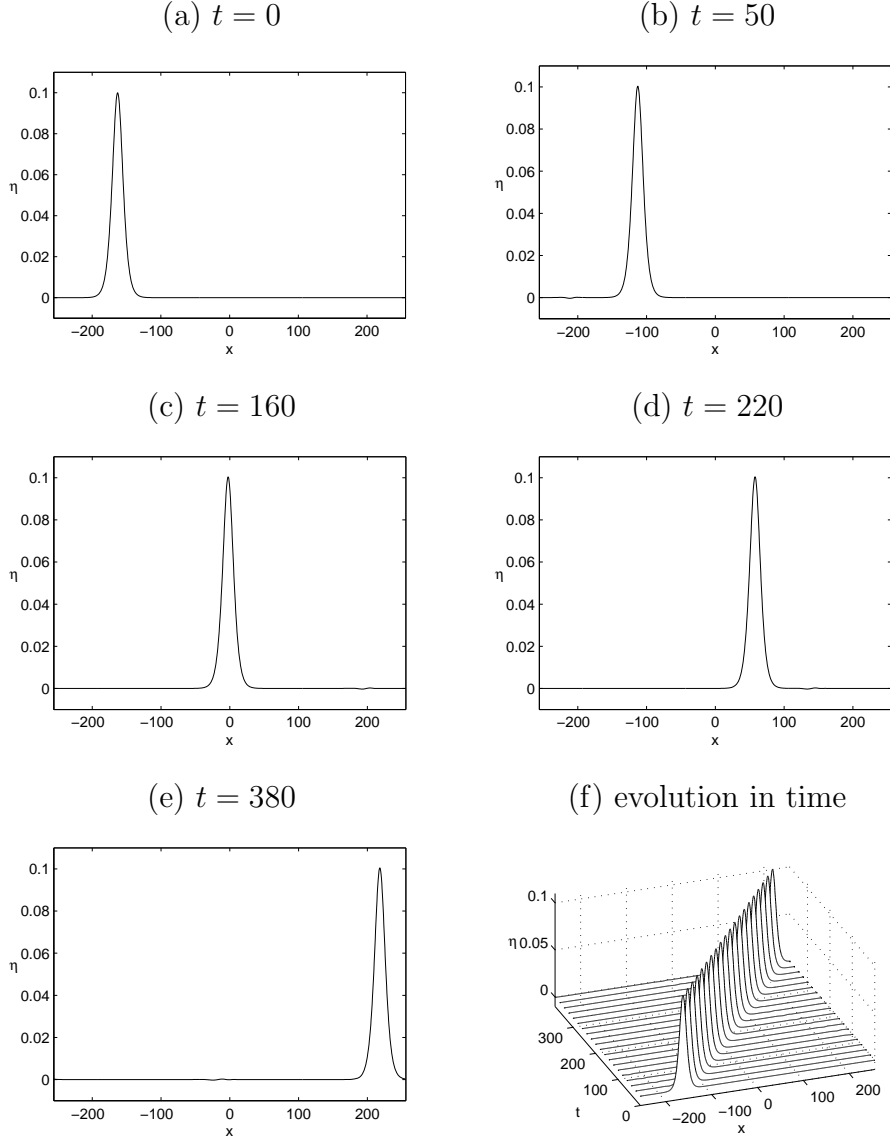 (a) t = 0
(b) t = 50
0.1
0.08
0.06
η
0.04
0.02
0
−200 −100 0 100 200
x
0.1
0.08
0.06
η
0.04
0.02
0
−200 −100 0 100 200
x
(c) t = 160
(d) t = 220
0.1
0.08
0.06
η
0.04
0.02
0
−200 −100 0 100 200
x
0.1
0.08
0.06
η
0.04
0.02
0
−200 −100 0 100 200
x
(e) t = 380
(f) evolution in time
0.1
0.08
0.06
η
0.04
0.02
0
−200 −100 0 100 200
x
0.1
η 0.05
0
300
200
100
t 0
−200 −100 0 100 200
x